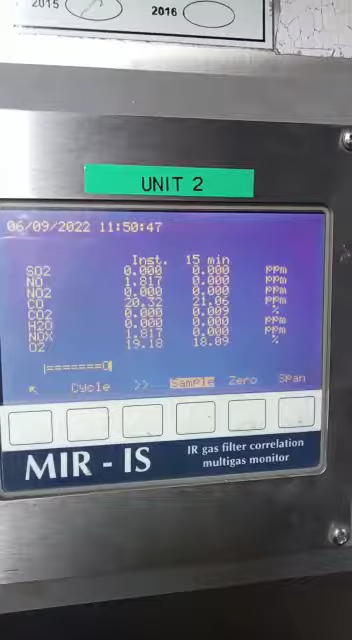 2015 2016
UNIT 2
06/09/2022 11:50:47
Inst. 15 min
SO2 0.000 0.000 ppm
NO 1.817 0.000 ppm
NO2 0.000 0.000 ppm
CO 20.32 21.06 ppm
CO2 0.000 0.009 %
H2O 0.000 0.000 ppm
NOX 1.817 0.000 ppm
O2 19.18 18.09 %
Cycle >> Sample Zero Span
MIR - IS
IR gas filter correlation
multigas monitor